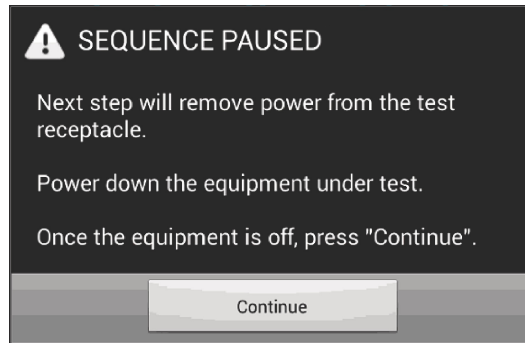 SEQUENCE PAUSED
Next step will remove power from the test
receptacle.
Power down the equipment under test.
Once the equipment is off, press "Continue".
Continue